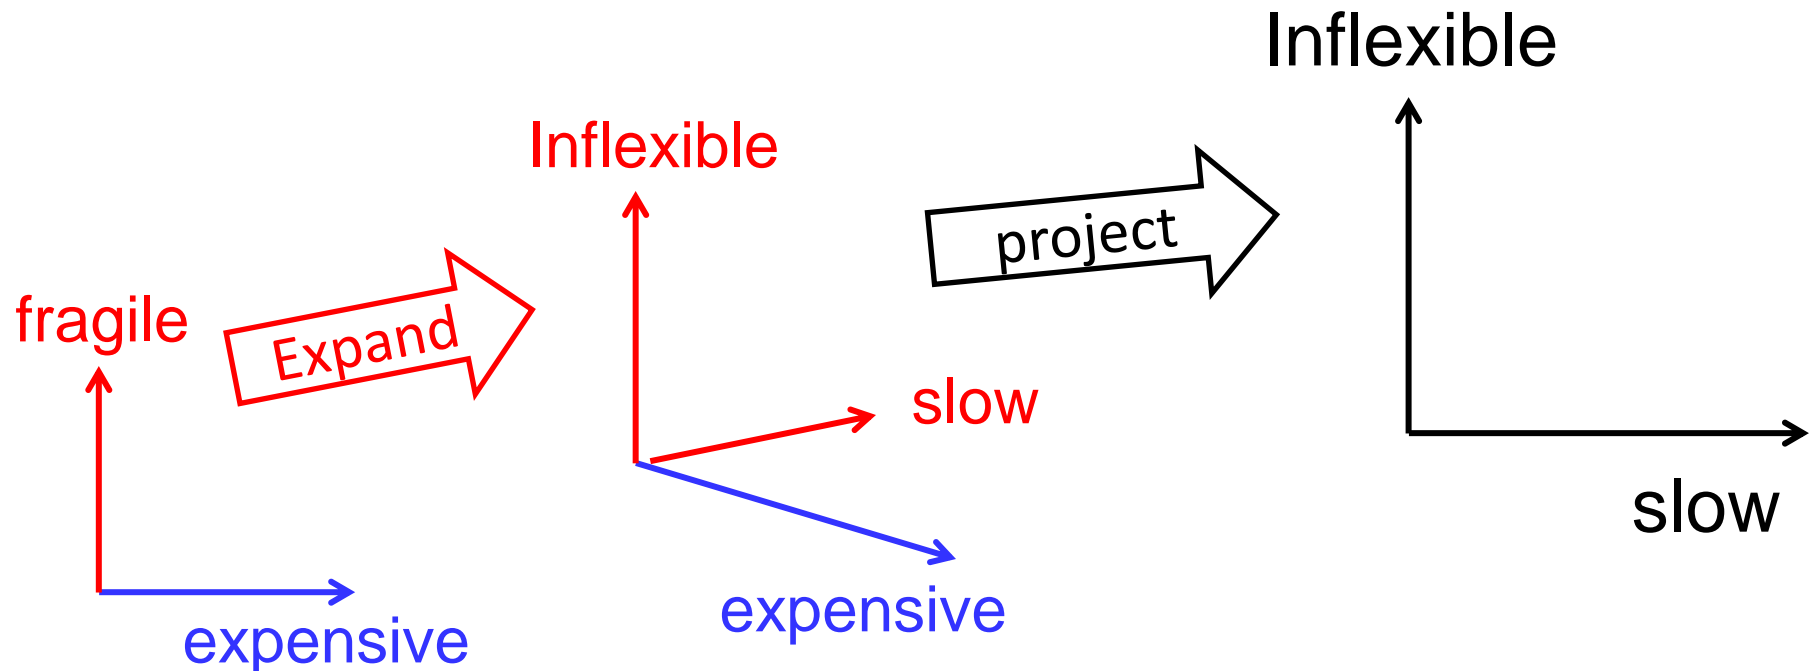 fragile
expensive
Expand
Inflexible
slow
expensive
project
Inflexible
slow